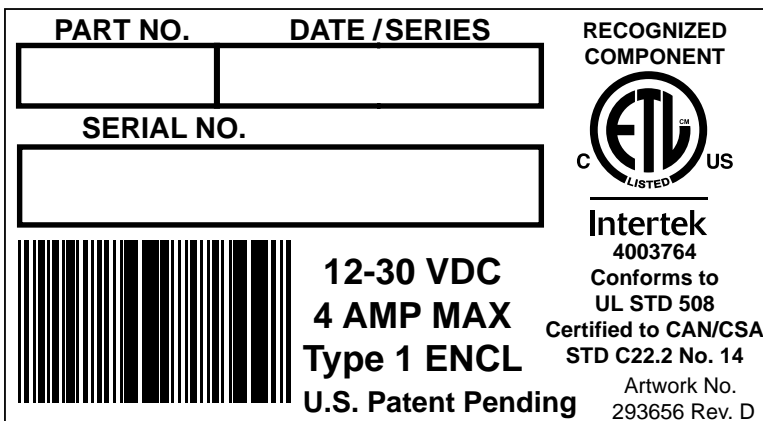 PART NO. DATE / SERIES
SERIAL NO.
12-30 VDC
4 AMP MAX
Type 1 ENCL
U.S. Patent Pending
RECOGNIZED
COMPONENT
ETL CM
C US
LISTED
Intertek
4003764
Conforms to
UL STD 508
Certified to CAN/CSA
STD C22.2 No. 14
Artwork No.
293656 Rev. D